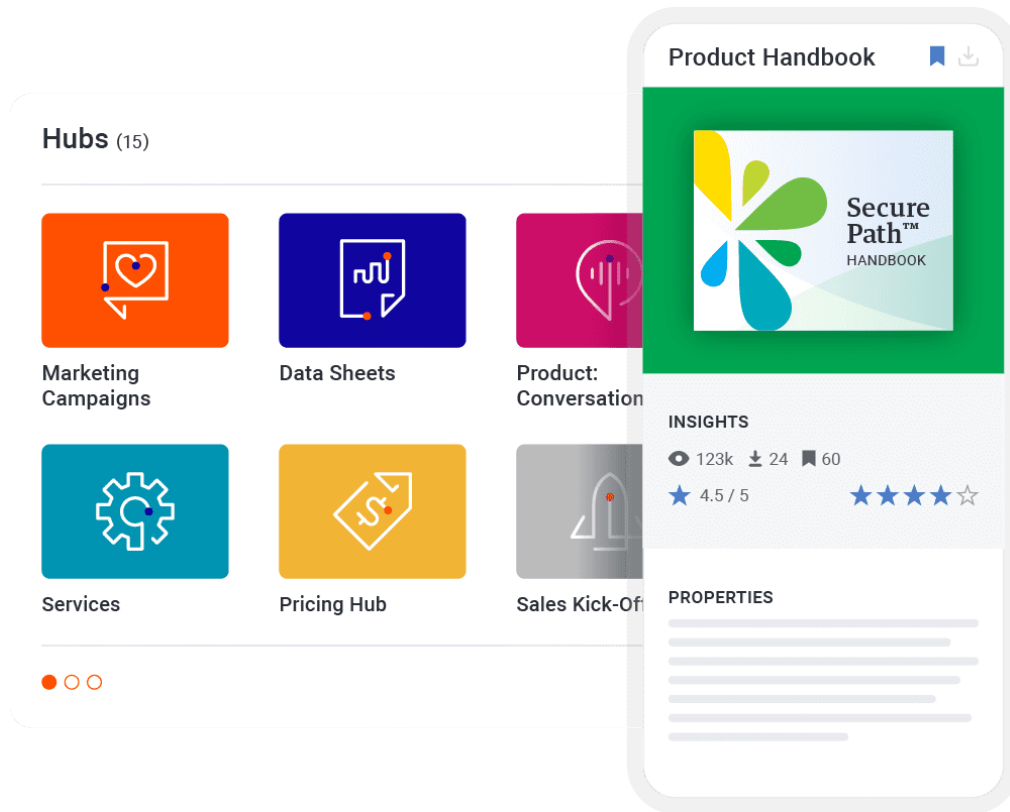 Hubs (15)
Marketing
Campaigns
Data Sheets
Product:
Conversation
Services
Pricing Hub
Sales Kick-Of
Product Handbook
Secure
Path™
HANDBOOK
INSIGHTS
123k 24 60
4.5 / 5
PROPERTIES